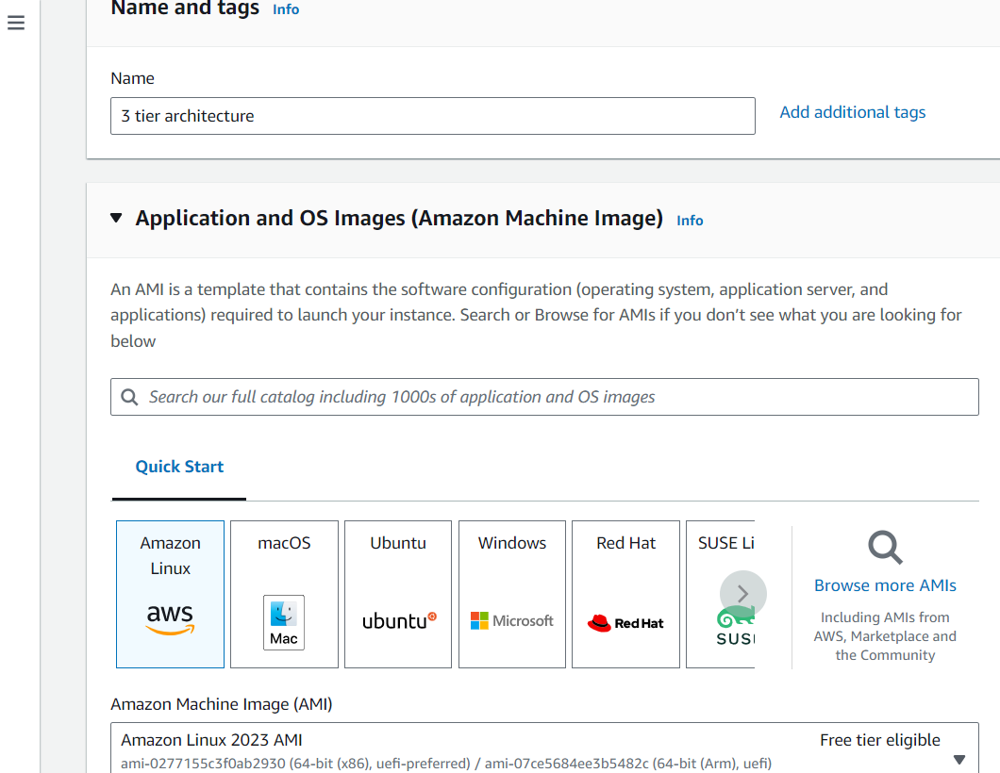 Name and tags Info
Name
3 tier architecture
Add additional tags
Application and OS Images (Amazon Machine Image) Info
An AMI is a template that contains the software configuration (operating system, application server, and
applications) required to launch your instance. Search or Browse for AMIs if you don’t see what you are looking for
below
Search our full catalog including 1000s of application and OS images
Quick Start
Amazon
Linux
aws
macOS
Mac
Ubuntu
ubuntu
Windows
Microsoft
Red Hat
Red Hat
SUSE Li
SUS
Browse more AMIs
Including AMIs from
AWS, Marketplace and
the Community
Amazon Machine Image (AMI)
Amazon Linux 2023 AMI
Free tier eligible
ami-0277155c3f0ab2930 (64-bit (x86), uefi-preferred) / ami-07ce5684ee3b5482c (64-bit (Arm), uefi)